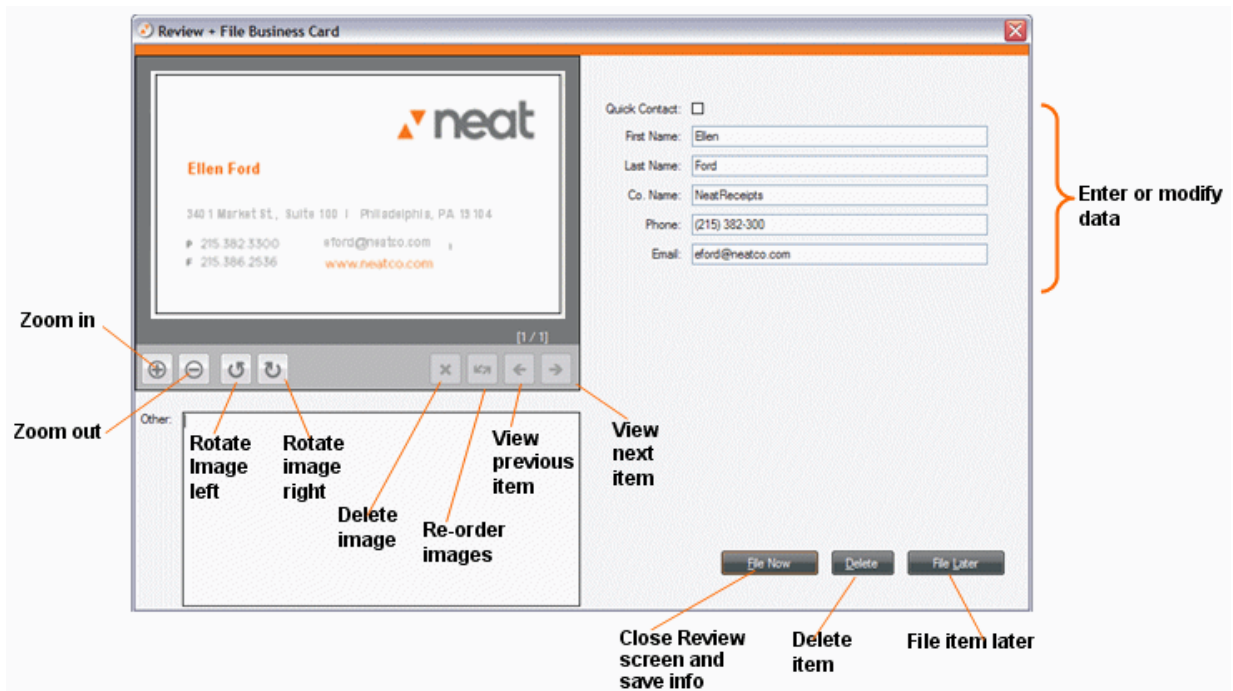 Review + File Business Card
neat
Ellen Ford
3401 Market St., Suite 100 | Philadelphia, PA 19104
P 215.382.3300 eford@neatco.com
F 215.386.2536 www.neatco.com
[1 / 1]
Quick Contact:
First Name: Ellen
Last Name: Ford
Co. Name: NeatReceipts
Phone: (215) 382-300
Email: eford@neatco.com
Enter or modify
data
Zoom in
Zoom out
Other:
Rotate
Image
left
Rotate
image
right
Delete
image
Re-order
images
View
previous
item
View
next
item
File Now
Delete
File Later
Close Review
screen and
save info
Delete
item
File item later